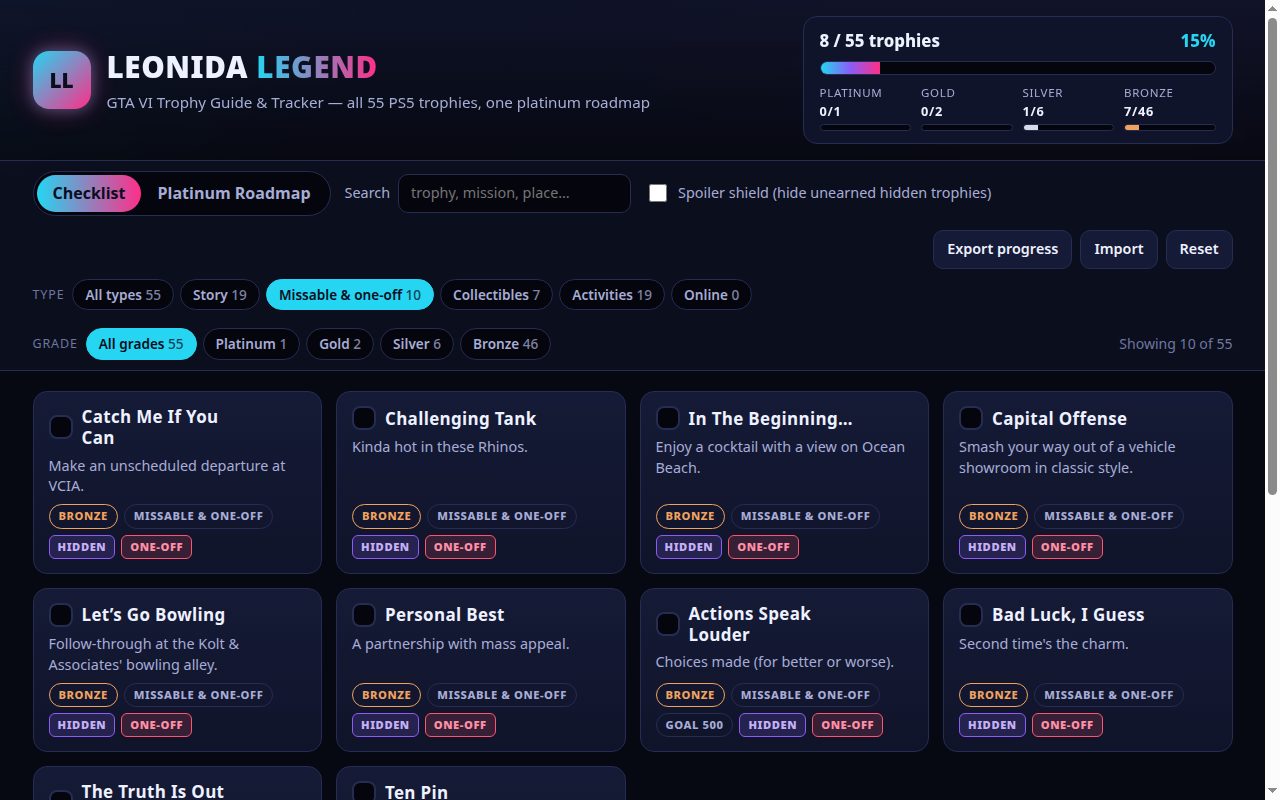 LL
LEONIDA LEGEND
GTA VI Trophy Guide & Tracker — all 55 PS5 trophies, one platinum roadmap
8 / 55 trophies 15%
PLATINUM GOLD SILVER BRONZE
0/1 0/2 1/6 7/46
Checklist Platinum Roadmap Search trophy, mission, place... Spoiler shield (hide unearned hidden trophies)
Export progress Import Reset
TYPE All types 55 Story 19 Missable & one-off 10 Collectibles 7 Activities 19 Online 0
GRADE All grades 55 Platinum 1 Gold 2 Silver 6 Bronze 46 Showing 10 of 55
Catch Me If You
Can
Make an unscheduled departure at
VCIA.
BRONZE MISSABLE & ONE-OFF
HIDDEN ONE-OFF
Challenging Tank
Kinda hot in these Rhinos.
BRONZE MISSABLE & ONE-OFF
HIDDEN ONE-OFF
In The Beginning...
Enjoy a cocktail with a view on Ocean
Beach.
BRONZE MISSABLE & ONE-OFF
HIDDEN ONE-OFF
Capital Offense
Smash your way out of a vehicle
showroom in classic style.
BRONZE MISSABLE & ONE-OFF
HIDDEN ONE-OFF
Let’s Go Bowling
Follow-through at the Kolt &
Associates' bowling alley.
BRONZE MISSABLE & ONE-OFF
HIDDEN ONE-OFF
Personal Best
A partnership with mass appeal.
BRONZE MISSABLE & ONE-OFF
HIDDEN ONE-OFF
Actions Speak
Louder
Choices made (for better or worse).
BRONZE MISSABLE & ONE-OFF
GOAL 500 HIDDEN ONE-OFF
Bad Luck, I Guess
Second time's the charm.
BRONZE MISSABLE & ONE-OFF
HIDDEN ONE-OFF
The Truth Is Out
Ten Pin